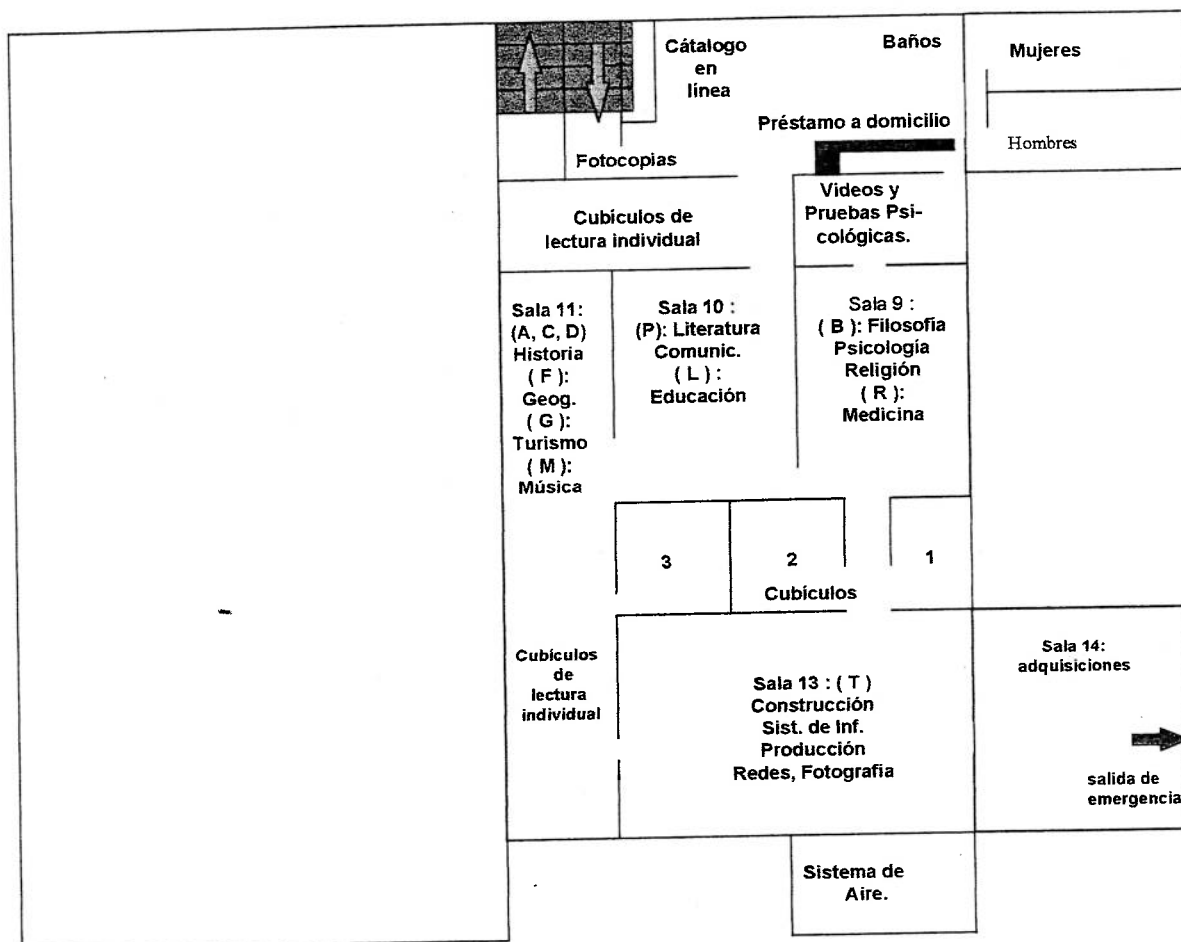 Cátalogo
en
línea
Baños
Mujeres
Préstamo a domicilio
Hombres
Fotocopias
Cubículos de
lectura individual
Videos y
Pruebas Psi-
cológicas.
Sala 11:
(A, C, D)
Historia
( F ):
Geog.
( G ):
Turismo
( M ):
Música
Sala 10 :
(P): Literatura
Comunic.
( L ) :
Educación
Sala 9 :
( B ): Filosofía
Psicología
Religión
( R ):
Medicina
3
2
1
Cubículos
Cubículos
de
lectura
individual
Sala 13 : ( T )
Construcción
Sist. de Inf.
Producción
Redes, Fotografia
Sala 14:
adquisiciones
salida de
emergencia
Sistema de
Aire.